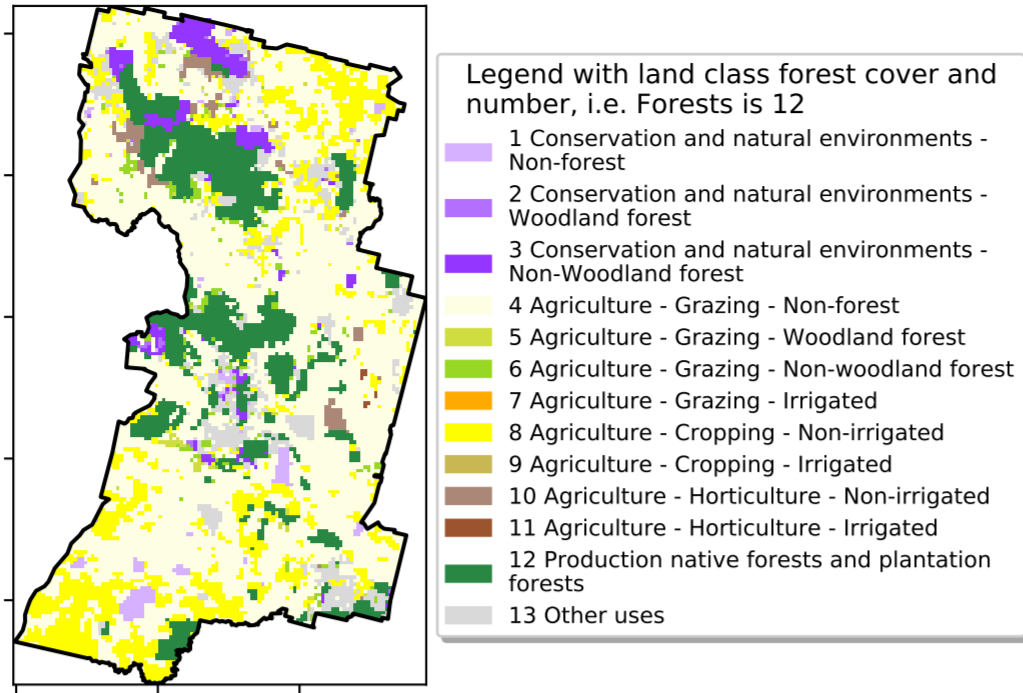 Legend with land class forest cover and
number, i.e. Forests is 12
1 Conservation and natural environments -
Non-forest
2 Conservation and natural environments -
Woodland forest
3 Conservation and natural environments -
Non-Woodland forest
4 Agriculture - Grazing - Non-forest
5 Agriculture - Grazing - Woodland forest
6 Agriculture - Grazing - Non-woodland forest
7 Agriculture - Grazing - Irrigated
8 Agriculture - Cropping - Non-irrigated
9 Agriculture - Cropping - Irrigated
10 Agriculture - Horticulture - Non-irrigated
11 Agriculture - Horticulture - Irrigated
12 Production native forests and plantation
forests
13 Other uses